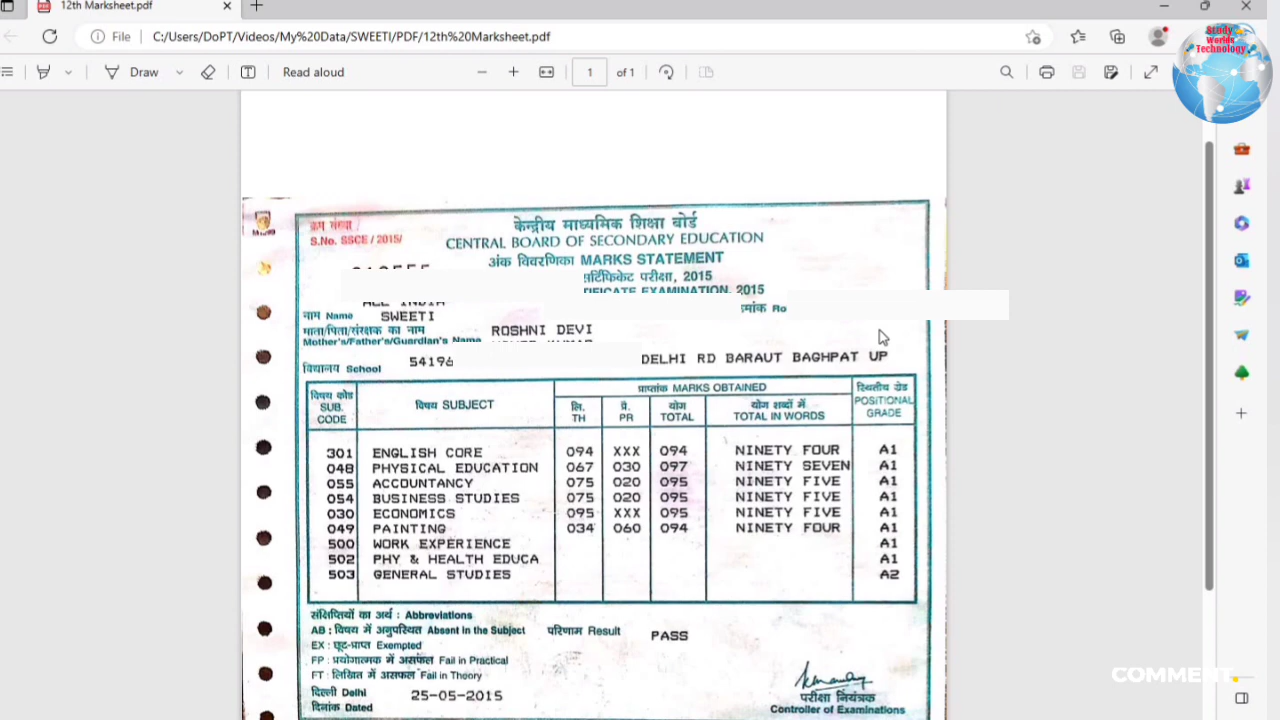 12th Marksheet.pdf
File C:/Users/DoPT/Videos/My%20Data/SWEETI/PDF/12th%20Marksheet.pdf
Study Worlds Technology
Draw Read aloud 1 of 1
क्रम संख्या
S.No. SSCE / 2015/
केन्द्रीय माध्यमिक शिक्षा बोर्ड
CENTRAL BOARD OF SECONDARY EDUCATION
अंक विवरणिका MARKS STATEMENT
सर्टिफिकेट परीक्षा, 2015
EXAMINATION, 2015
नाम Name SWEETI
माता/पिता/संरक्षक का नाम ROSHNI DEVI
Mother's/Father's/Guardian's Name
विद्यालय School 54196 DELHI RD BARAUT BAGHPAT UP
विषय कोड SUB. CODE विषय SUBJECT प्राप्तांक MARKS OBTAINED स्थितीय ग्रेड POSITIONAL GRADE
लि. TH प्रै. PR योग TOTAL योग शब्दों में TOTAL IN WORDS
301 ENGLISH CORE 094 XXX 094 NINETY FOUR A1
048 PHYSICAL EDUCATION 067 030 097 NINETY SEVEN A1
055 ACCOUNTANCY 075 020 095 NINETY FIVE A1
054 BUSINESS STUDIES 075 020 095 NINETY FIVE A1
030 ECONOMICS 095 XXX 095 NINETY FIVE A1
049 PAINTING 034 060 094 NINETY FOUR A1
500 WORK EXPERIENCE A1
502 PHY & HEALTH EDUCA A1
503 GENERAL STUDIES A2
संक्षिप्तियों का अर्थ : Abbreviations
AB : विषय में अनुपस्थित Absent in the Subject परिणाम Result PASS
EX : छूट-प्राप्त Exempted
FP : प्रयोगात्मक में असफल Fail in Practical
FT : लिखित में असफल Fail in Theory
दिल्ली Delhi
दिनांक Dated 25-05-2015
परीक्षा नियंत्रक
Controller of Examinations
COMMENT